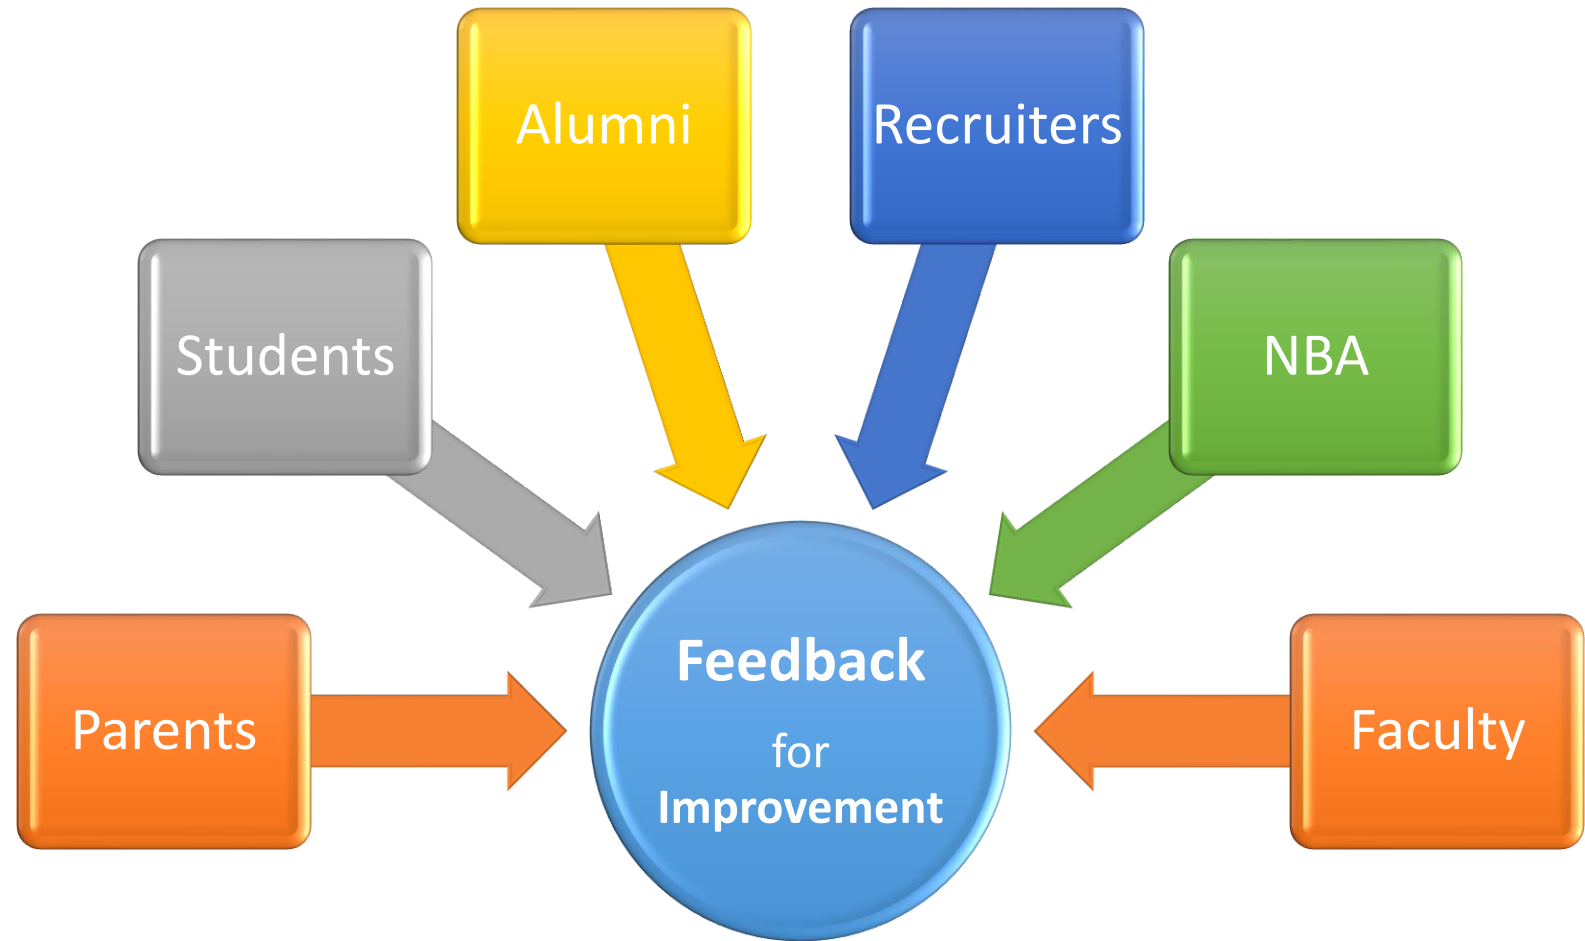 Alumni
Recruiters
Students
NBA
Parents
Feedback
for
Improvement
Faculty